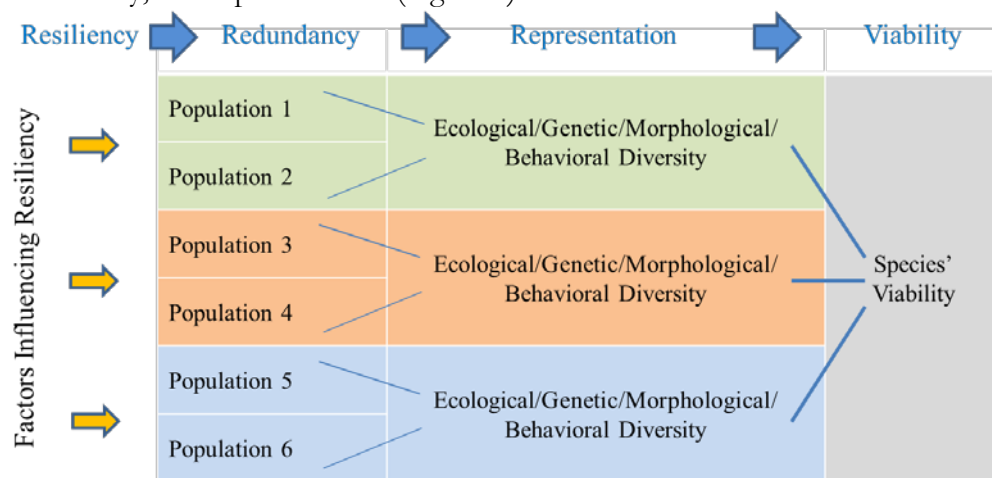 Resiliency Redundancy Representation Viability
Factors Influencing Resiliency
Population 1
Population 2
Ecological/Genetic/Morphological/
Behavioral Diversity
Population 3
Population 4
Ecological/Genetic/Morphological/
Behavioral Diversity
Population 5
Population 6
Ecological/Genetic/Morphological/
Behavioral Diversity
Species’
Viability